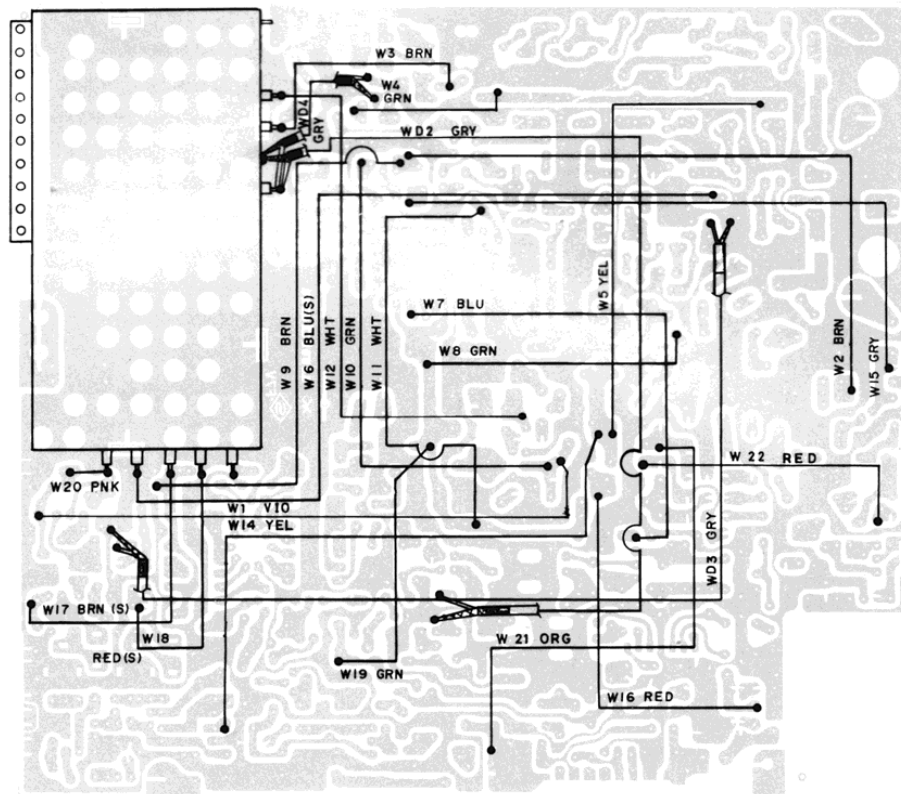 W3 BRN
W4
GRN
WD4
GRY
WD2 GRY
W5 YEL
W7 BLU
W8 GRN
W9 BRN
W6 BLU(S)
W12 WHT
W10 GRN
W11 WHT
W2 BRN
W15 GRY
W20 PNK
W1 VIO
W14 YEL
W 22 RED
WD3 GRY
W17 BRN (S)
W18
RED(S)
W19 GRN
W 21 ORG
W16 RED